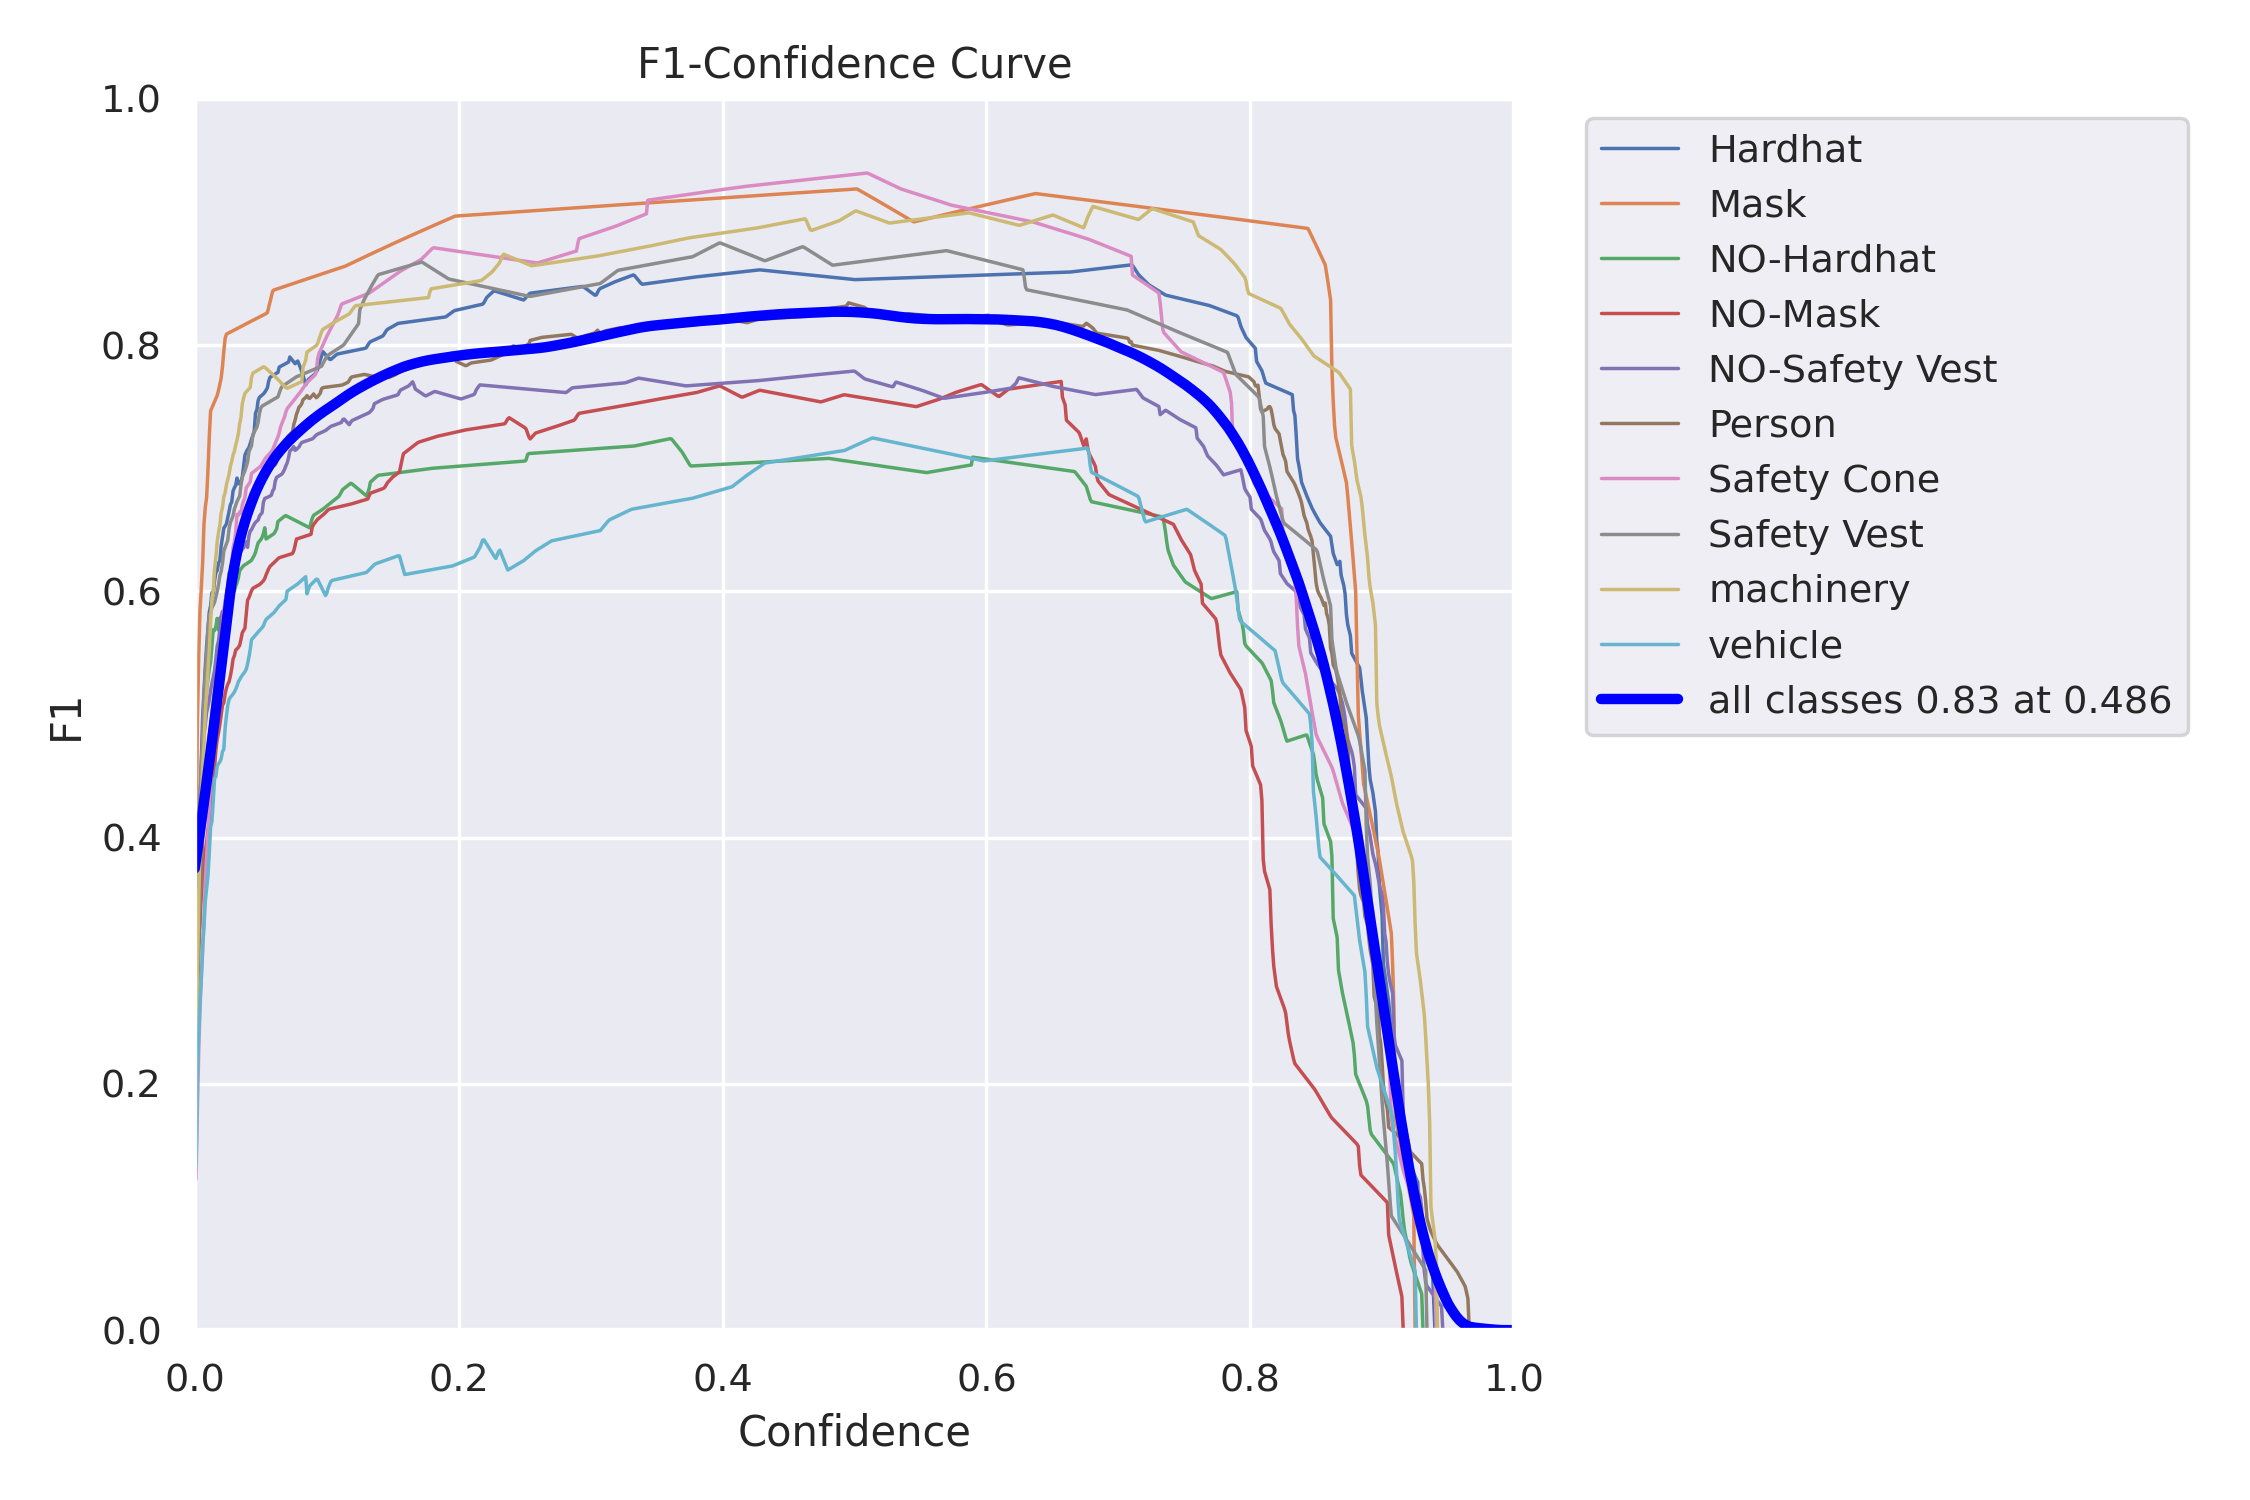 F1-Confidence Curve
1.0
0.8
0.6
0.4
0.2
0.0
F1
0.0 0.2 0.4 0.6 0.8 1.0
Confidence
Hardhat
Mask
NO-Hardhat
NO-Mask
NO-Safety Vest
Person
Safety Cone
Safety Vest
machinery
vehicle
all classes 0.83 at 0.486